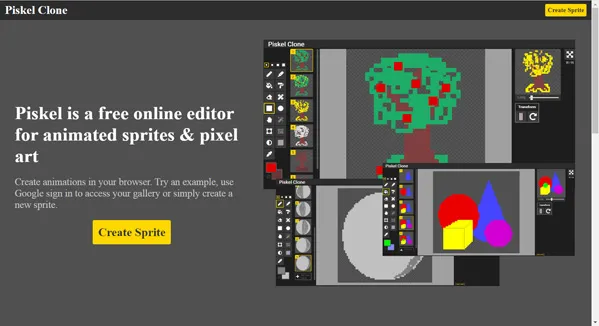 Piskel Clone
Create Sprite
Piskel Clone
Piskel is a free online editor
for animated sprites & pixel
art
Create animations in your browser. Try an example, use
Google sign in to access your gallery or simply create a
new sprite.
Create Sprite
Transform
Piskel Clone
Piskel Clone
Transform